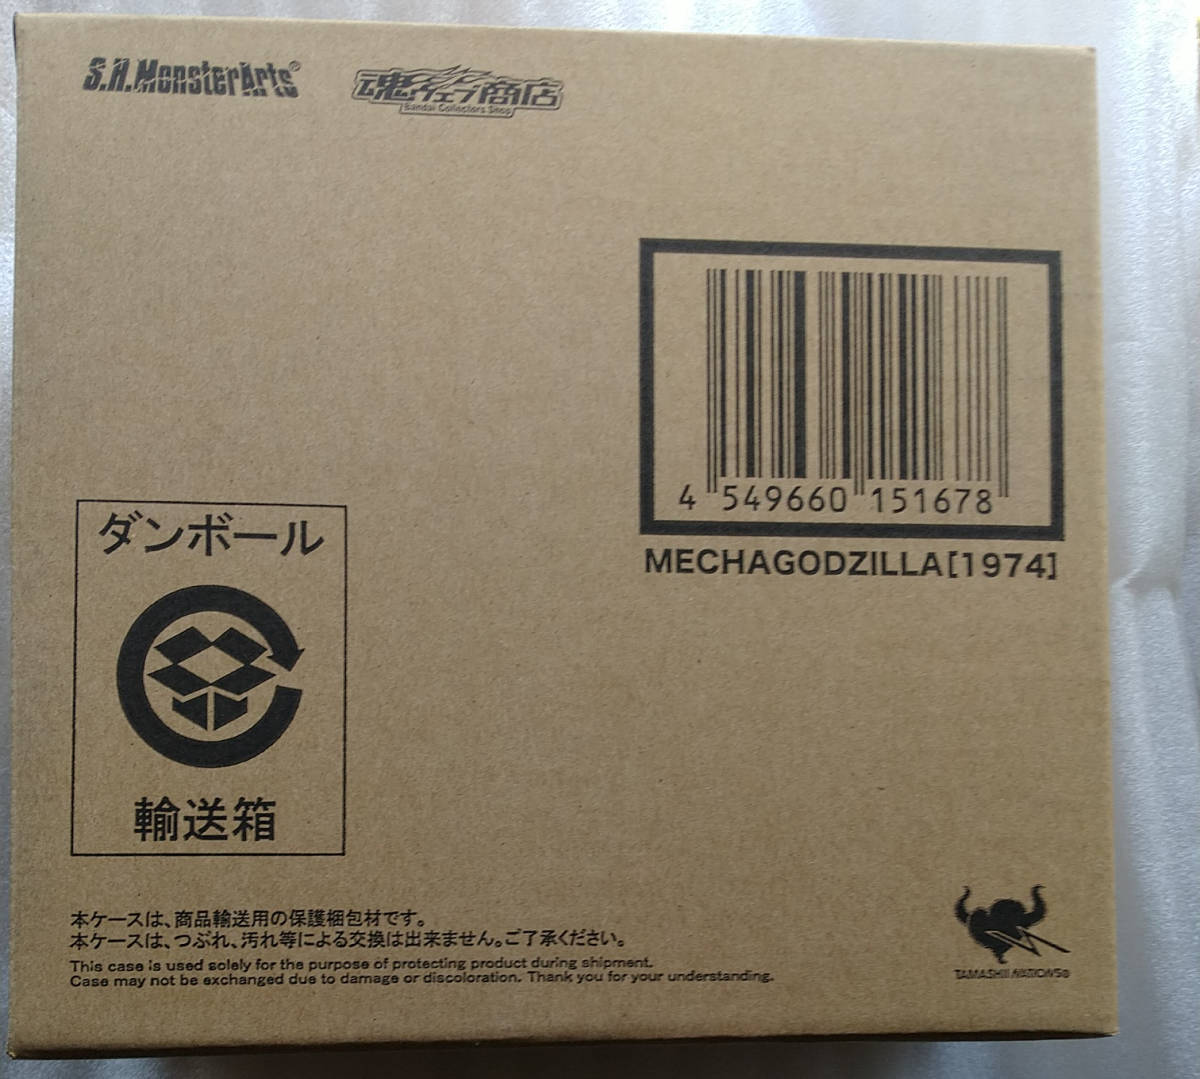 S.H.MonsterArts®
魂ウェブ商店
Bandai Collectors Shop
4 549660 151678
MECHAGODZILLA[1974]
ダンボール
輸送箱
本ケースは、商品輸送用の保護梱包材です。
本ケースは、つぶれ、汚れ等による交換は出来ません。ご了承ください。
This case is used solely for the purpose of protecting product during shipment.
Case may not be exchanged due to damage or discoloration. Thank you for your understanding.
TAMASHII NATIONS®